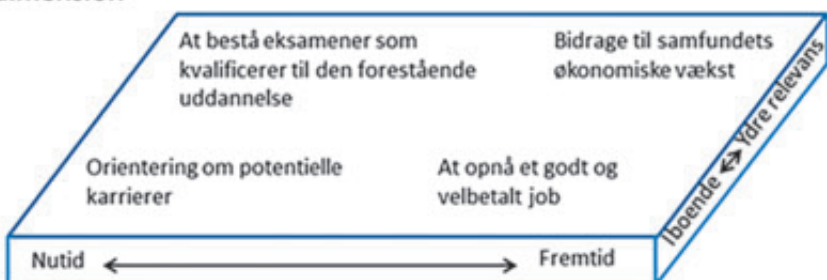 At bestå eksamener som
kvalificerer til den forestående
uddannelse
Bidrage til samfundets
økonomiske vækst
Orientering om potentielle
karrierer
At opnå et godt og
velbetalt job
Iboende Ydre relevans
Nutid
Fremtid